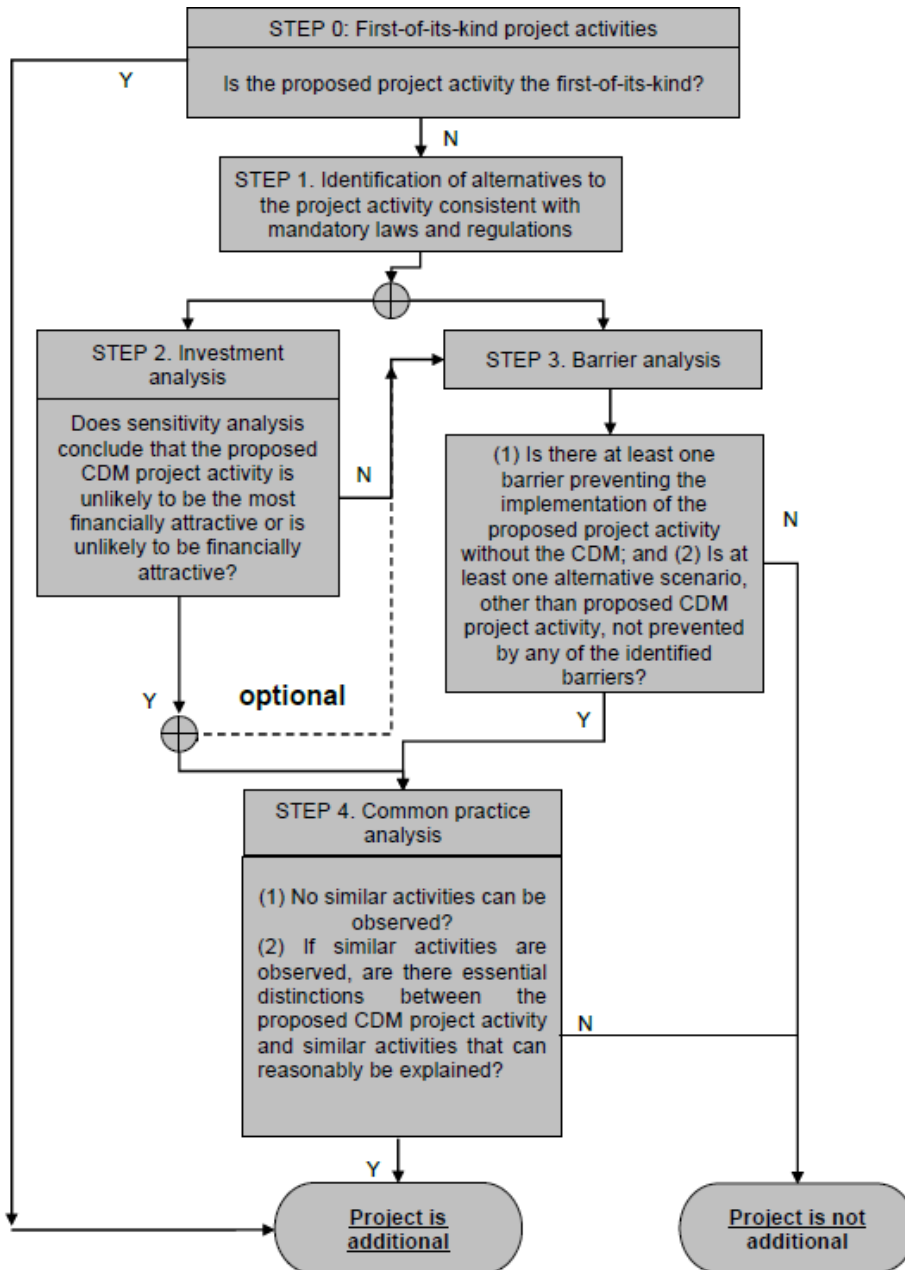 STEP 0: First-of-its-kind project activities
Y
Is the proposed project activity the first-of-its-kind?
N
STEP 1. Identification of alternatives to
the project activity consistent with
mandatory laws and regulations
STEP 2. Investment
analysis
Does sensitivity analysis
conclude that the proposed
CDM project activity is
unlikely to be the most
financially attractive or is
unlikely to be financially
attractive?
N
STEP 3. Barrier analysis
(1) Is there at least one
barrier preventing the
implementation of the
proposed project activity
without the CDM; and (2) Is at
least one alternative scenario,
other than proposed CDM
project activity, not prevented
by any of the identified
barriers?
N
Y
optional
Y
STEP 4. Common practice
analysis
(1) No similar activities can be
observed?
(2) If similar activities are
observed, are there essential
distinctions between the
proposed CDM project activity
and similar activities that can
reasonably be explained?
N
Y
Project is
additional
Project is not
additional